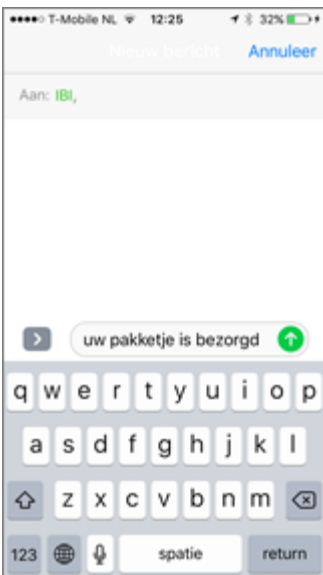 T-Mobile NL 12:25 32%
Nieuw bericht Annuleer
Aan: IBI,
uw pakketje is bezorgd
q w e r t y u i o p
a s d f g h j k l
z x c v b n m
123 spatie return